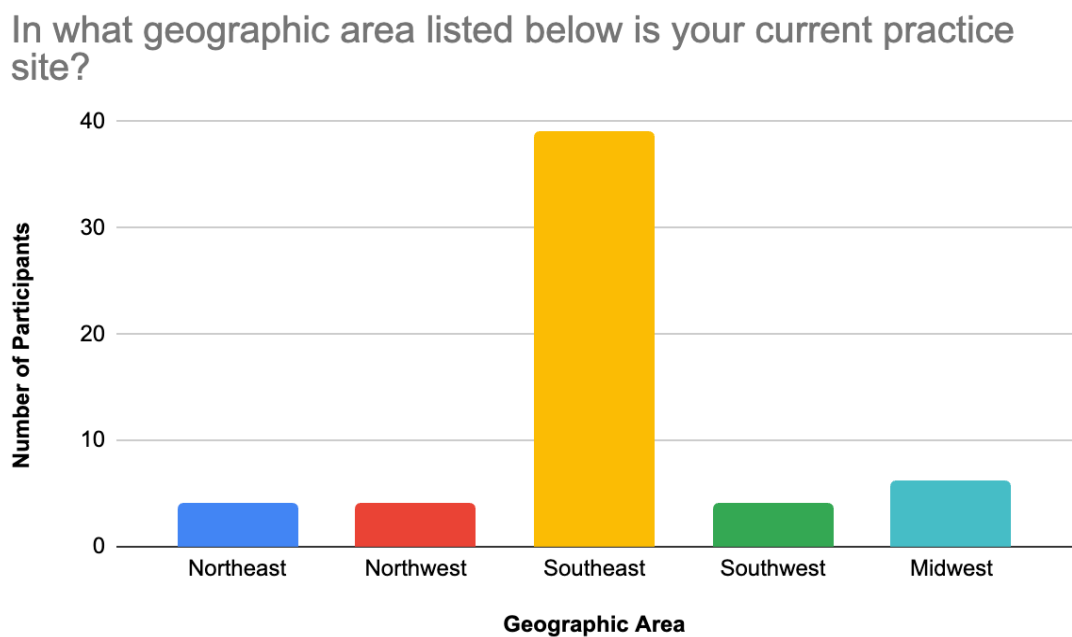 In what geographic area listed below is your current practice
site?
40
30
20
10
0
Number of Participants
Northeast
Northwest
Southeast
Southwest
Midwest
Geographic Area